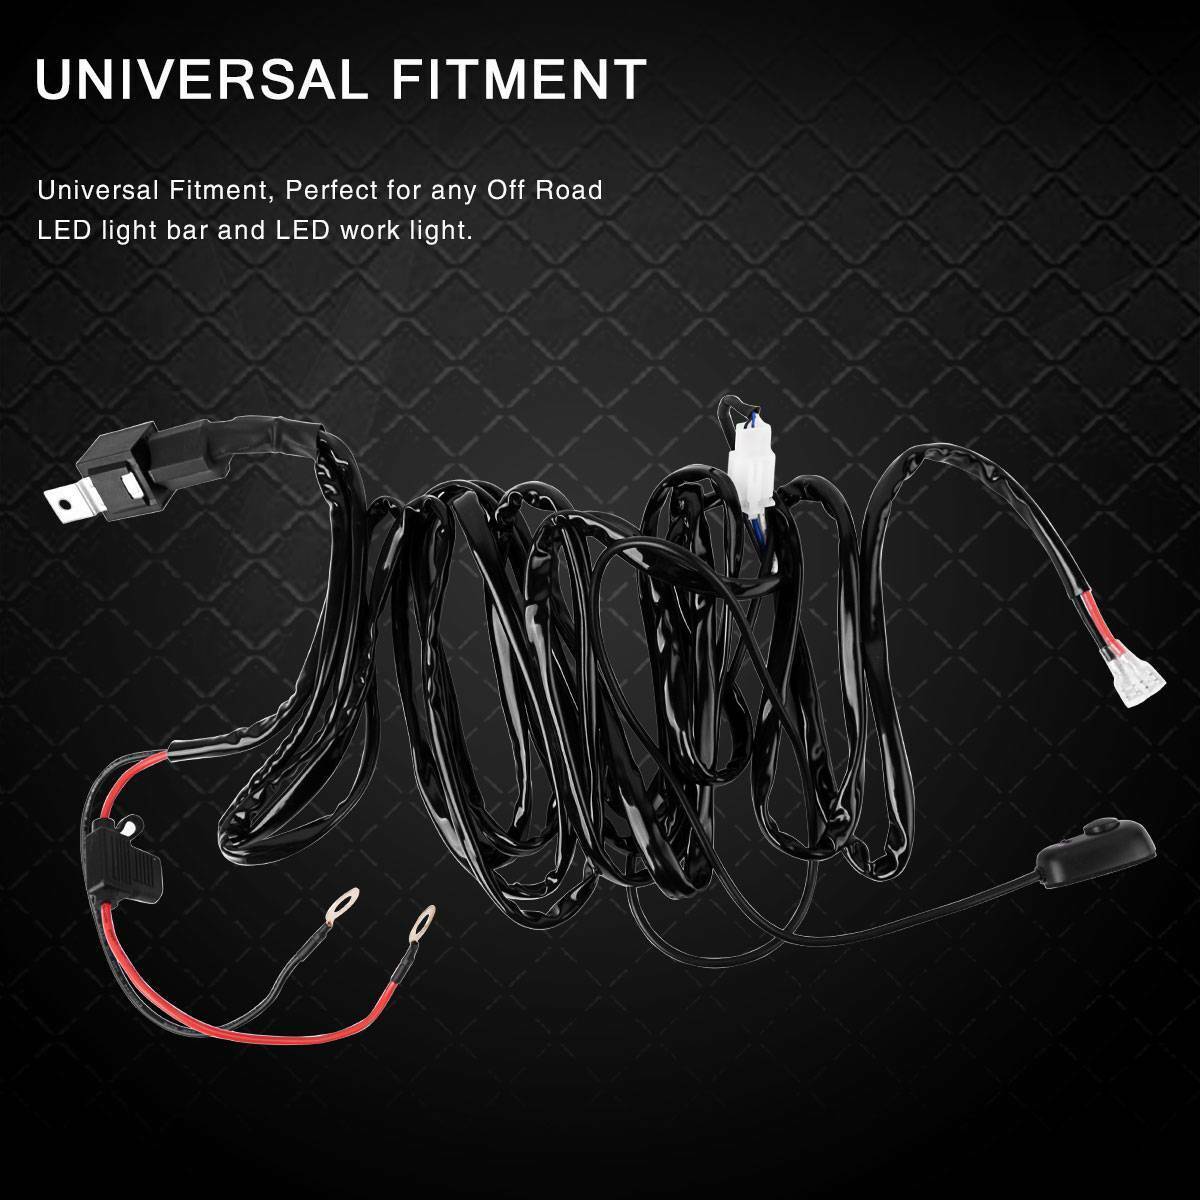 UNIVERSAL FITMENT
Universal Fitment, Perfect for any Off Road
LED light bar and LED work light.